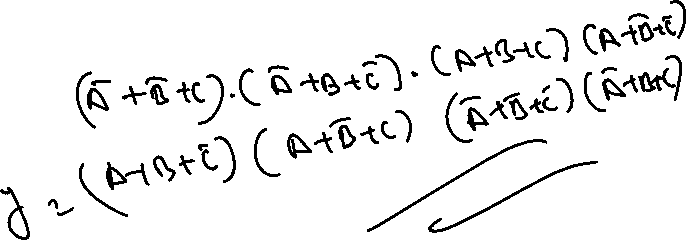 (Ā + B̄ + C).(Ā + B + C̄).(A + B + C) (A + B̄ + C̄)
y = (A + B + C̄) (A + B̄ + C) (Ā + B̄ + C̄) (Ā + B + C)